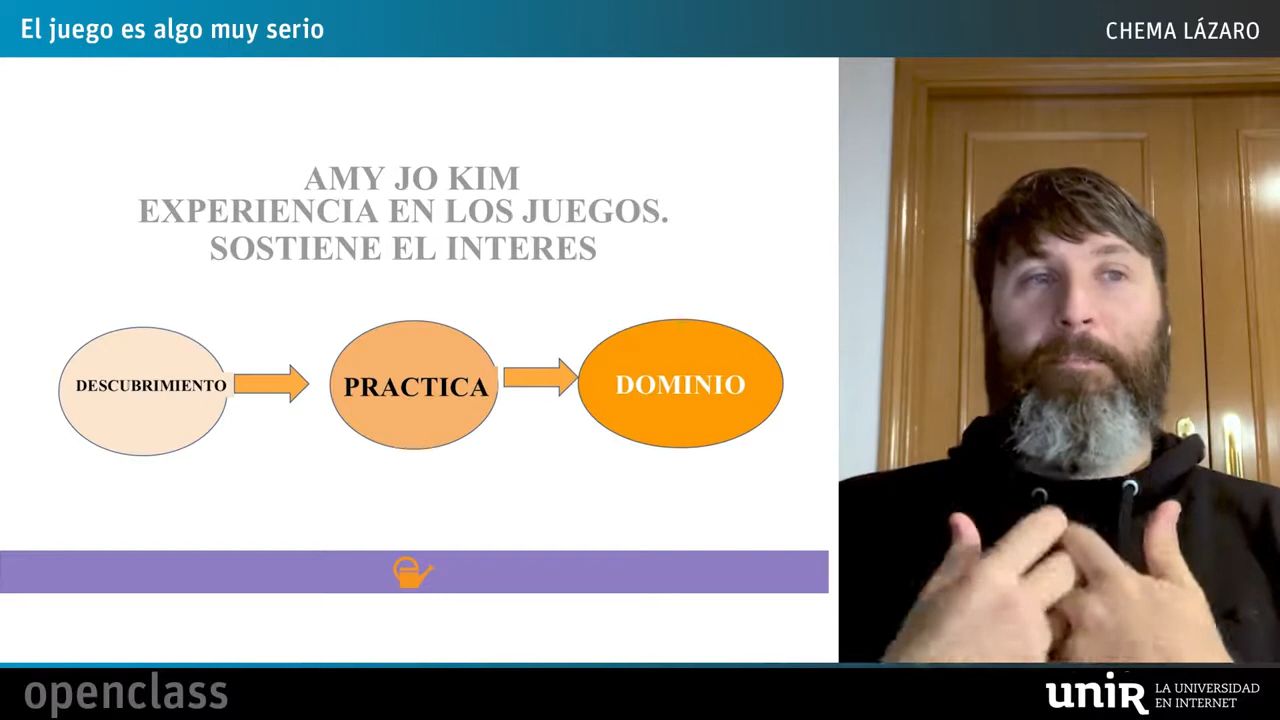 El juego es algo muy serio
CHEMA LÁZARO
AMY JO KIM
EXPERIENCIA EN LOS JUEGOS.
SOSTIENE EL INTERES
DESCUBRIMIENTO
PRACTICA
DOMINIO
openclass
unir
LA UNIVERSIDAD
EN INTERNET